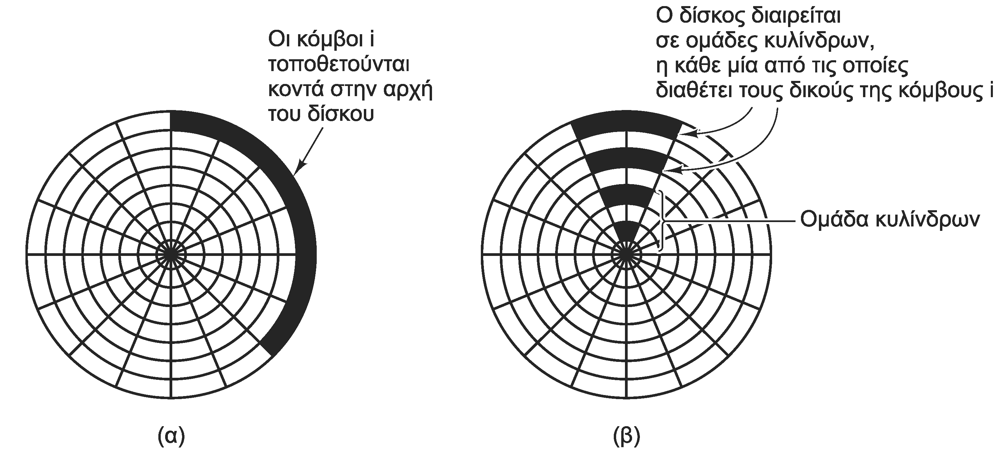 Οι κόμβοι i
τοποθετούνται
κοντά στην αρχή
του δίσκου
Ο δίσκος διαιρείται
σε ομάδες κυλίνδρων,
η κάθε μία από τις οποίες
διαθέτει τους δικούς της κόμβους i
Ομάδα κυλίνδρων
(α)
(β)